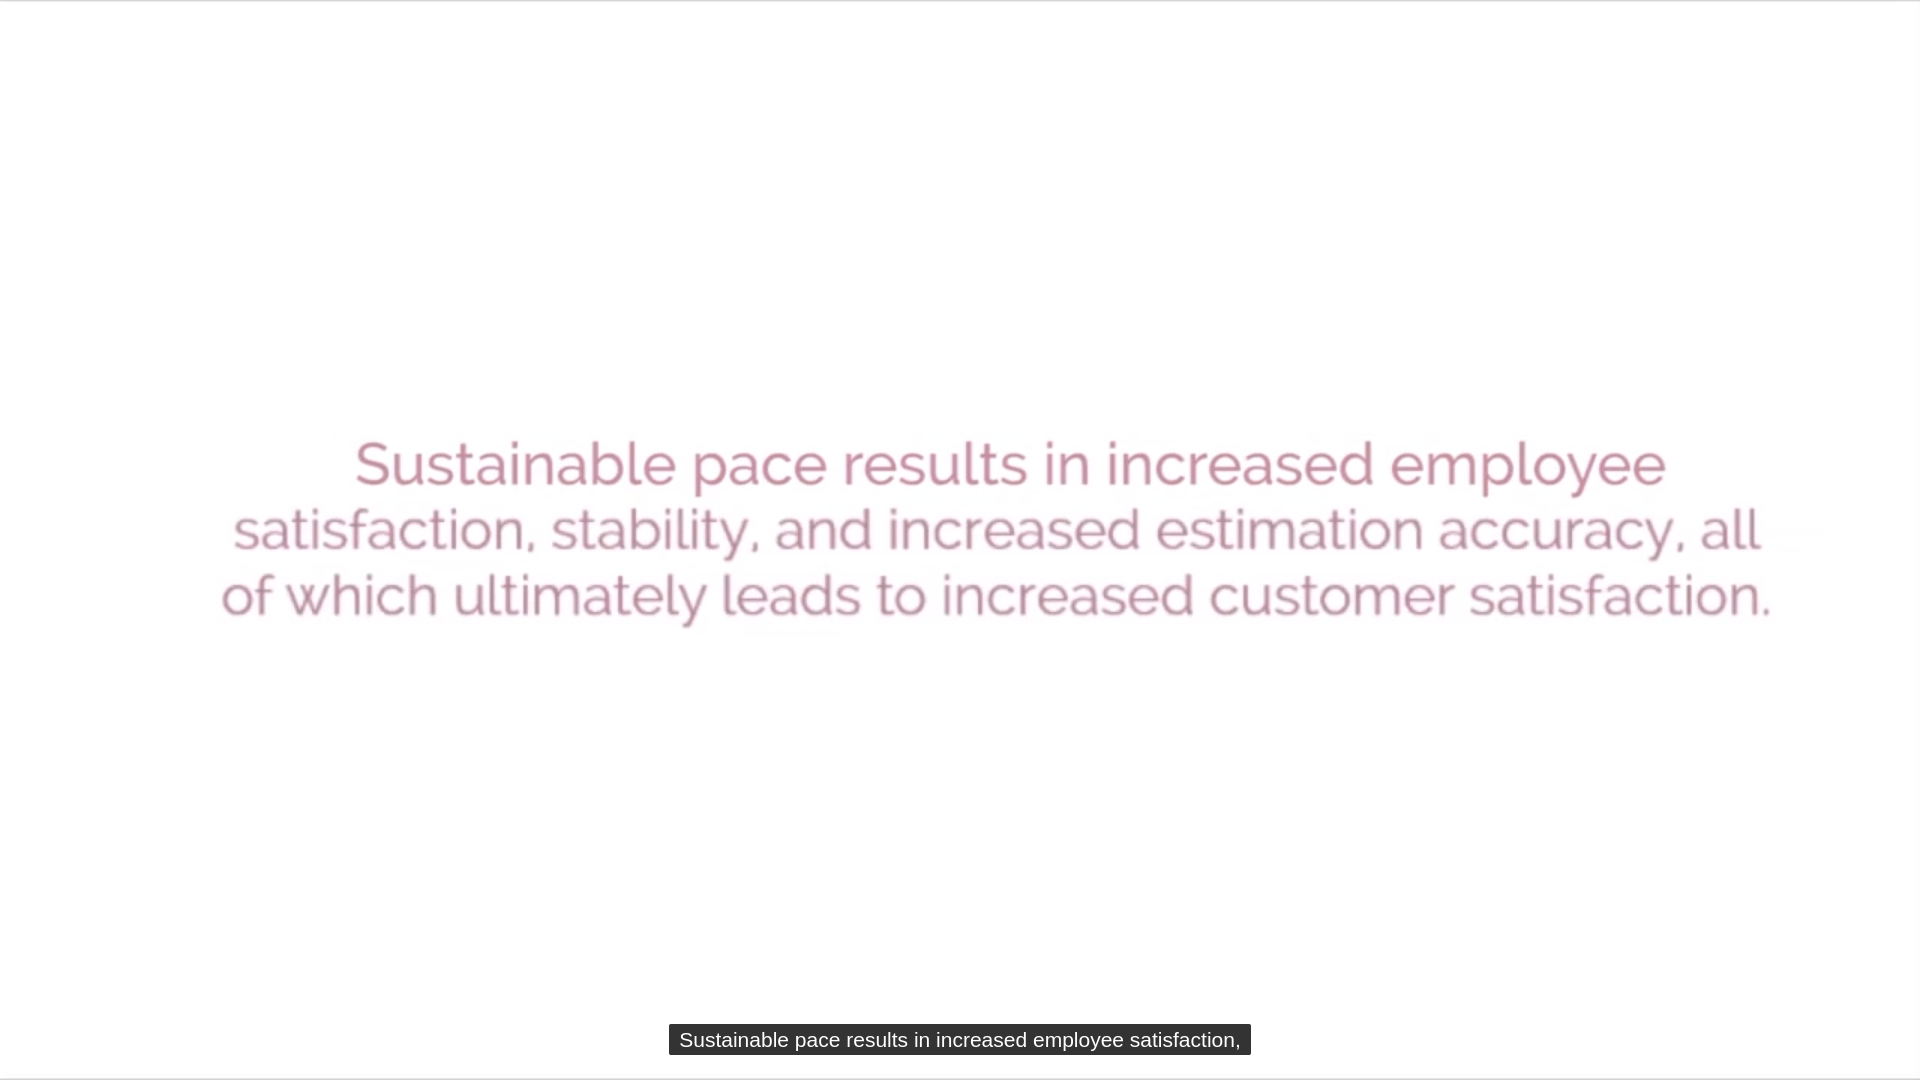 Sustainable pace results in increased employee
satisfaction, stability, and increased estimation accuracy, all
of which ultimately leads to increased customer satisfaction.
Sustainable pace results in increased employee satisfaction,